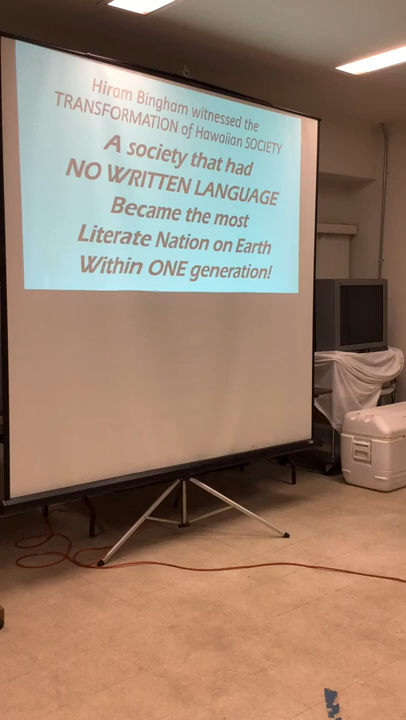 Hiram Bingham witnessed the
TRANSFORMATION of Hawaiian SOCIETY
A society that had
NO WRITTEN LANGUAGE
Became the most
Literate Nation on Earth
Within ONE generation!